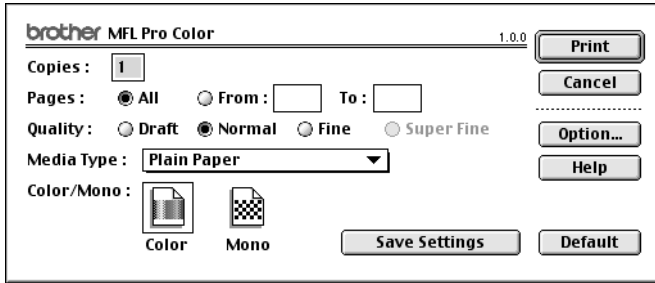 brother MFL Pro Color 1.0.0 Print
Copies : 1
Cancel
Pages : All From : To :
Quality : Draft Normal Fine Super Fine Option...
Media Type : Plain Paper Help
Color/Mono :
Color Mono Save Settings Default